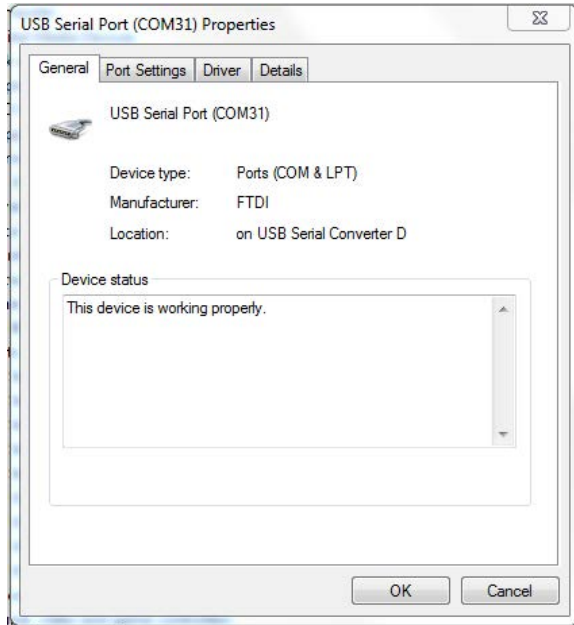 USB Serial Port (COM31) Properties
General Port Settings Driver Details
USB Serial Port (COM31)
Device type: Ports (COM & LPT)
Manufacturer: FTDI
Location: on USB Serial Converter D
Device status
This device is working properly.
OK Cancel